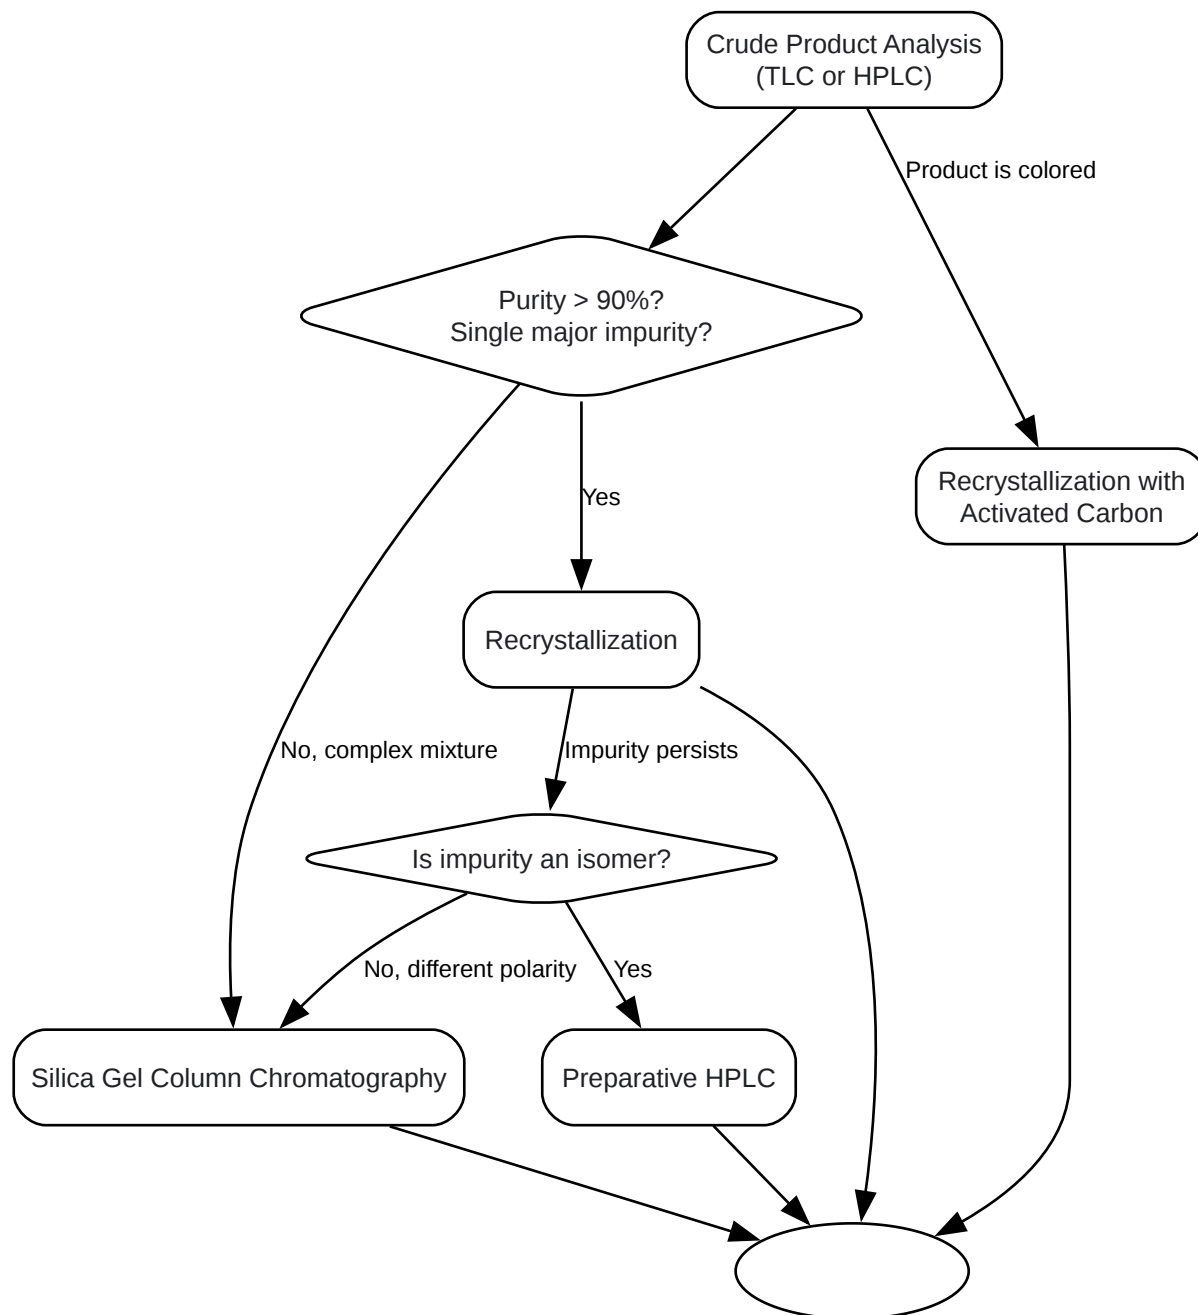 Crude Product Analysis
(TLC or HPLC)
Product is colored
Purity > 90%?
Single major impurity?
Recrystallization with
Activated Carbon
Yes
Recrystallization
No, complex mixture
Impurity persists
Is impurity an isomer?
No, different polarity
Yes
Silica Gel Column Chromatography
Preparative HPLC